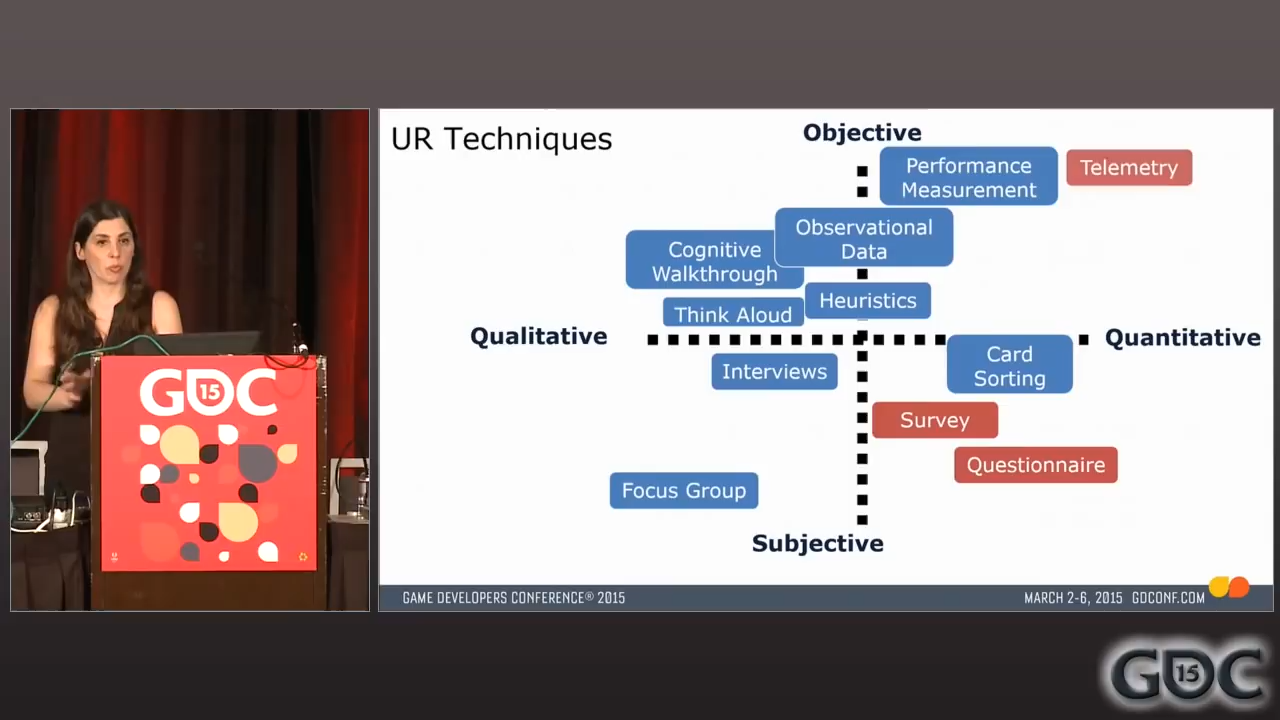 UR Techniques
Objective
Performance
Measurement
Telemetry
Observational
Data
Cognitive
Walkthrough
Heuristics
Think Aloud
Qualitative
Quantitative
Card
Sorting
Interviews
Survey
Questionnaire
Focus Group
Subjective
GDC
15
GAME DEVELOPERS CONFERENCE® 2015
MARCH 2-6, 2015 GDCONF.COM
GDC
15